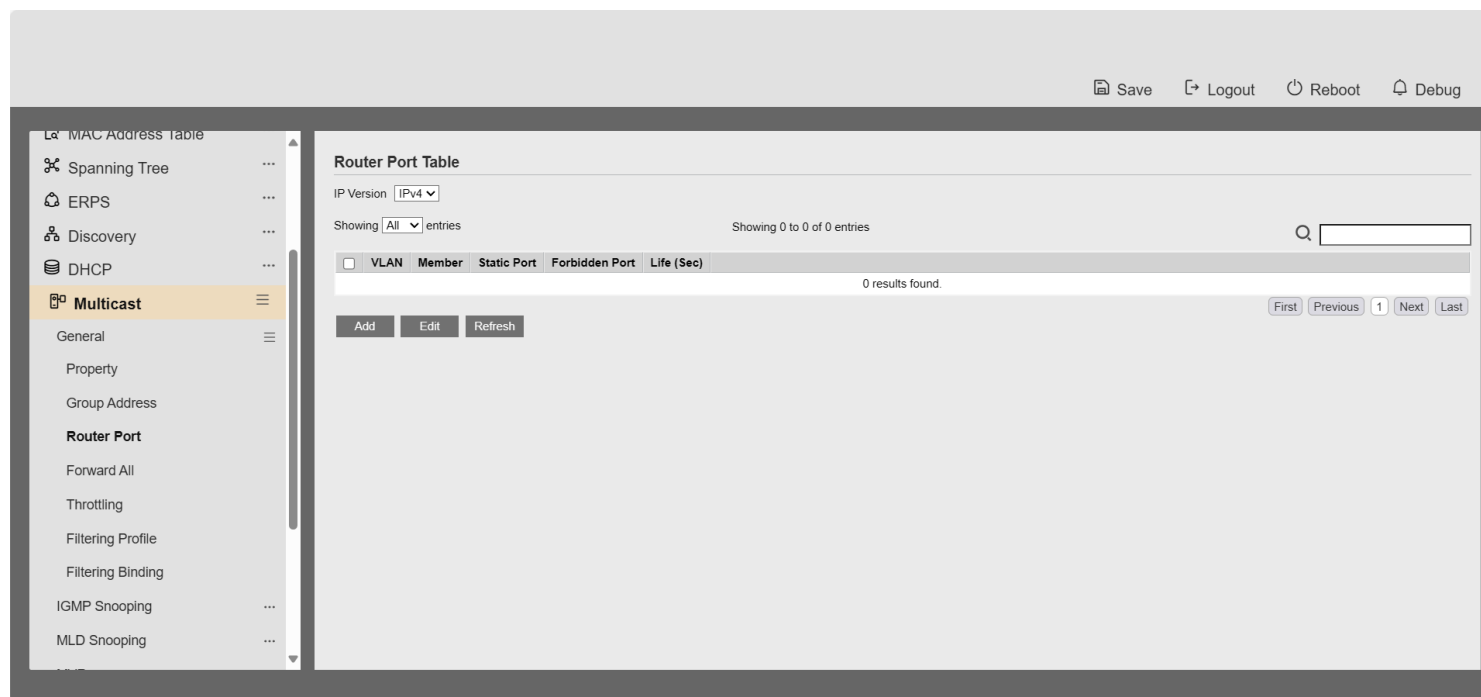 Save Logout Reboot Debug
MAC Address Table
Spanning Tree ...
ERPS ...
Discovery ...
DHCP ...
Multicast
General
Property
Group Address
Router Port
Forward All
Throttling
Filtering Profile
Filtering Binding
IGMP Snooping ...
MLD Snooping ...
Router Port Table
IP Version IPv4
Showing All entries Showing 0 to 0 of 0 entries
VLAN Member Static Port Forbidden Port Life (Sec)
0 results found.
First Previous 1 Next Last
Add Edit Refresh